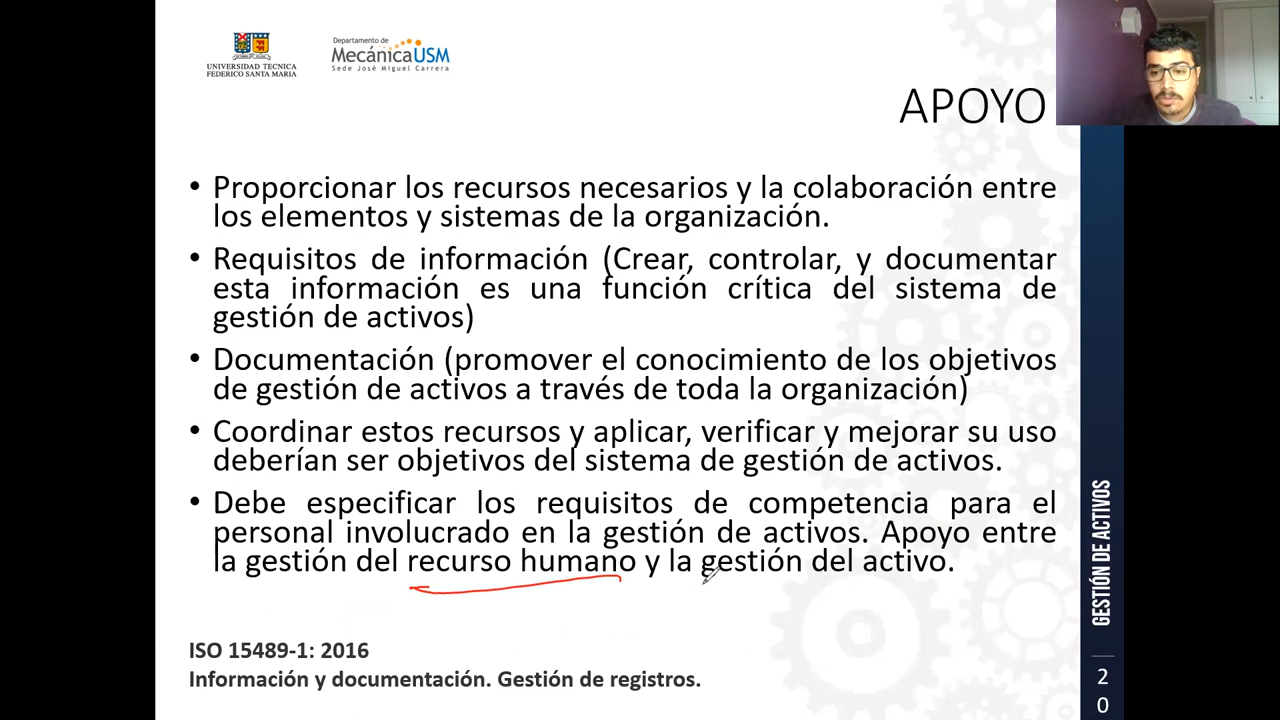 UNIVERSIDAD TECNICA
FEDERICO SANTA MARIA
Departamento de
MecánicaUSM
Sede José Miguel Carrera
APOYO
• Proporcionar los recursos necesarios y la colaboración entre
los elementos y sistemas de la organización.
• Requisitos de información (Crear, controlar, y documentar
esta información es una función crítica del sistema de
gestión de activos)
• Documentación (promover el conocimiento de los objetivos
de gestión de activos a través de toda la organización)
• Coordinar estos recursos y aplicar, verificar y mejorar su uso
deberían ser objetivos del sistema de gestión de activos.
• Debe especificar los requisitos de competencia para el
personal involucrado en la gestión de activos. Apoyo entre
la gestión del recurso humano y la gestión del activo.
ISO 15489-1: 2016
Información y documentación. Gestión de registros.
GESTIÓN DE ACTIVOS
2
0